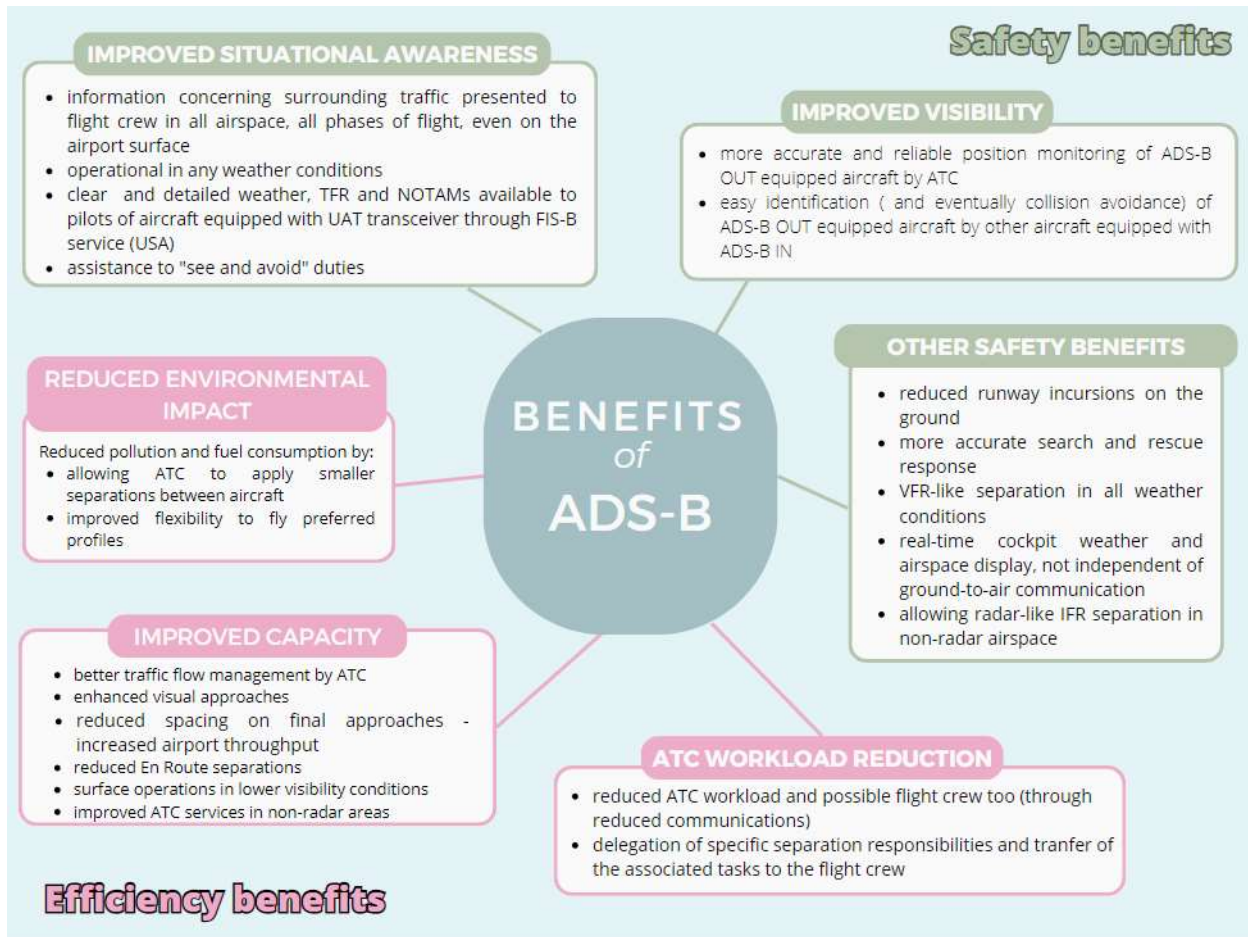 Safety benefits
IMPROVED SITUATIONAL AWARENESS
• information concerning surrounding traffic presented to
flight crew in all airspace, all phases of flight, even on the
airport surface
• operational in any weather conditions
• clear and detailed weather, TFR and NOTAMs available to
pilots of aircraft equipped with UAT transceiver through FIS-B
service (USA)
• assistance to "see and avoid" duties
IMPROVED VISIBILITY
• more accurate and reliable position monitoring of ADS-B
OUT equipped aircraft by ATC
• easy identification ( and eventually collision avoidance) of
ADS-B OUT equipped aircraft by other aircraft equipped with
ADS-B IN
OTHER SAFETY BENEFITS
• reduced runway incursions on the
ground
• more accurate search and rescue
response
• VFR-like separation in all weather
conditions
• real-time cockpit weather and
airspace display, not independent of
ground-to-air communication
• allowing radar-like IFR separation in
non-radar airspace
BENEFITS
of
ADS-B
REDUCED ENVIRONMENTAL
IMPACT
Reduced pollution and fuel consumption by:
• allowing ATC to apply smaller
separations between aircraft
• improved flexibility to fly preferred
profiles
IMPROVED CAPACITY
• better traffic flow management by ATC
• enhanced visual approaches
• reduced spacing on final approaches -
increased airport throughput
• reduced En Route separations
• surface operations in lower visibility conditions
• improved ATC services in non-radar areas
ATC WORKLOAD REDUCTION
• reduced ATC workload and possible flight crew too (through
reduced communications)
• delegation of specific separation responsibilities and tranfer of
the associated tasks to the flight crew
Efficiency benefits